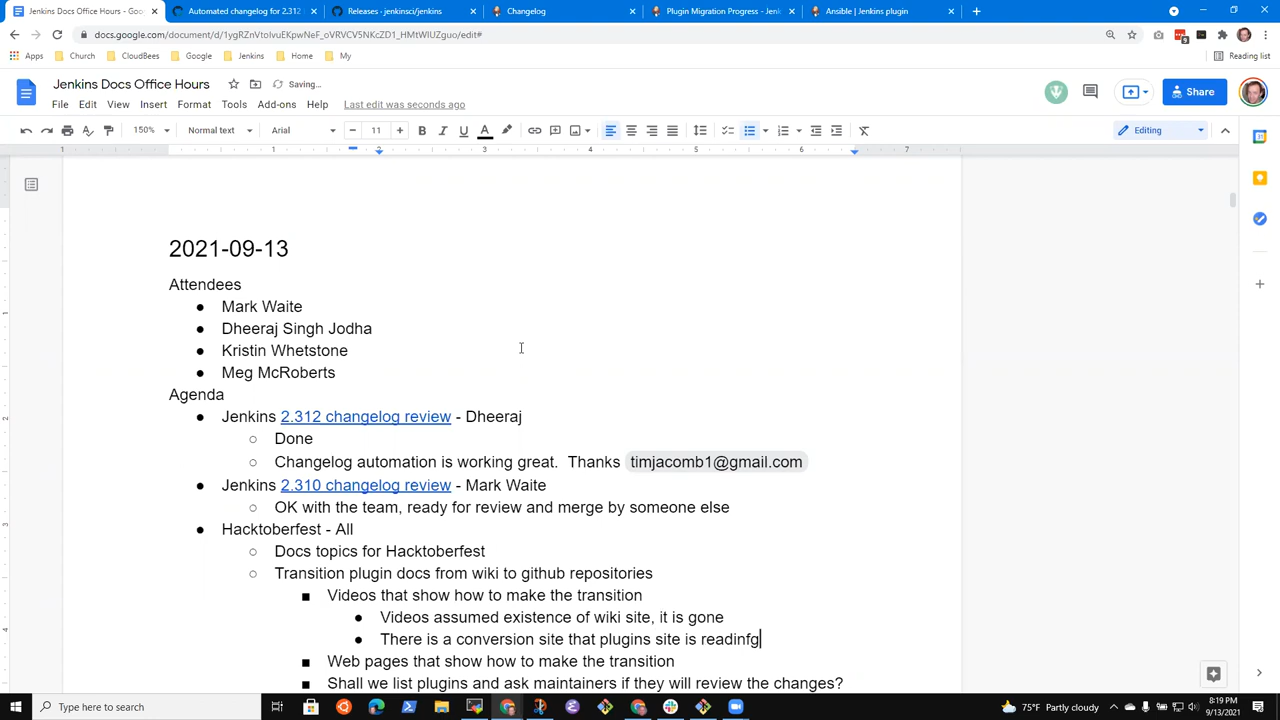 Jenkins Docs Office Hours - Goo
Automated changelog for 2.312
Releases · jenkinsci/jenkins
Changelog
Plugin Migration Progress - Jenk
Ansible | Jenkins plugin
Apps
Church
CloudBees
Google
Jenkins
Home
My
Reading list
Jenkins Docs Office Hours
Saving...
File Edit View Insert Format Tools Add-ons Help
Last edit was seconds ago
Share
150%
Normal text
Arial
11
Editing
1 1 2 3 4 5 6 7
2021-09-13
Attendees
● Mark Waite
● Dheeraj Singh Jodha
● Kristin Whetstone
● Meg McRoberts
Agenda
● Jenkins 2.312 changelog review - Dheeraj
○ Done
○ Changelog automation is working great. Thanks timjacomb1@gmail.com
● Jenkins 2.310 changelog review - Mark Waite
○ OK with the team, ready for review and merge by someone else
● Hacktoberfest - All
○ Docs topics for Hacktoberfest
○ Transition plugin docs from wiki to github repositories
■ Videos that show how to make the transition
● Videos assumed existence of wiki site, it is gone
● There is a conversion site that plugins site is readinfg
■ Web pages that show how to make the transition
■ Shall we list plugins and ask maintainers if they will review the changes?
Type here to search
75°F Partly cloudy
8:19 PM
9/13/2021